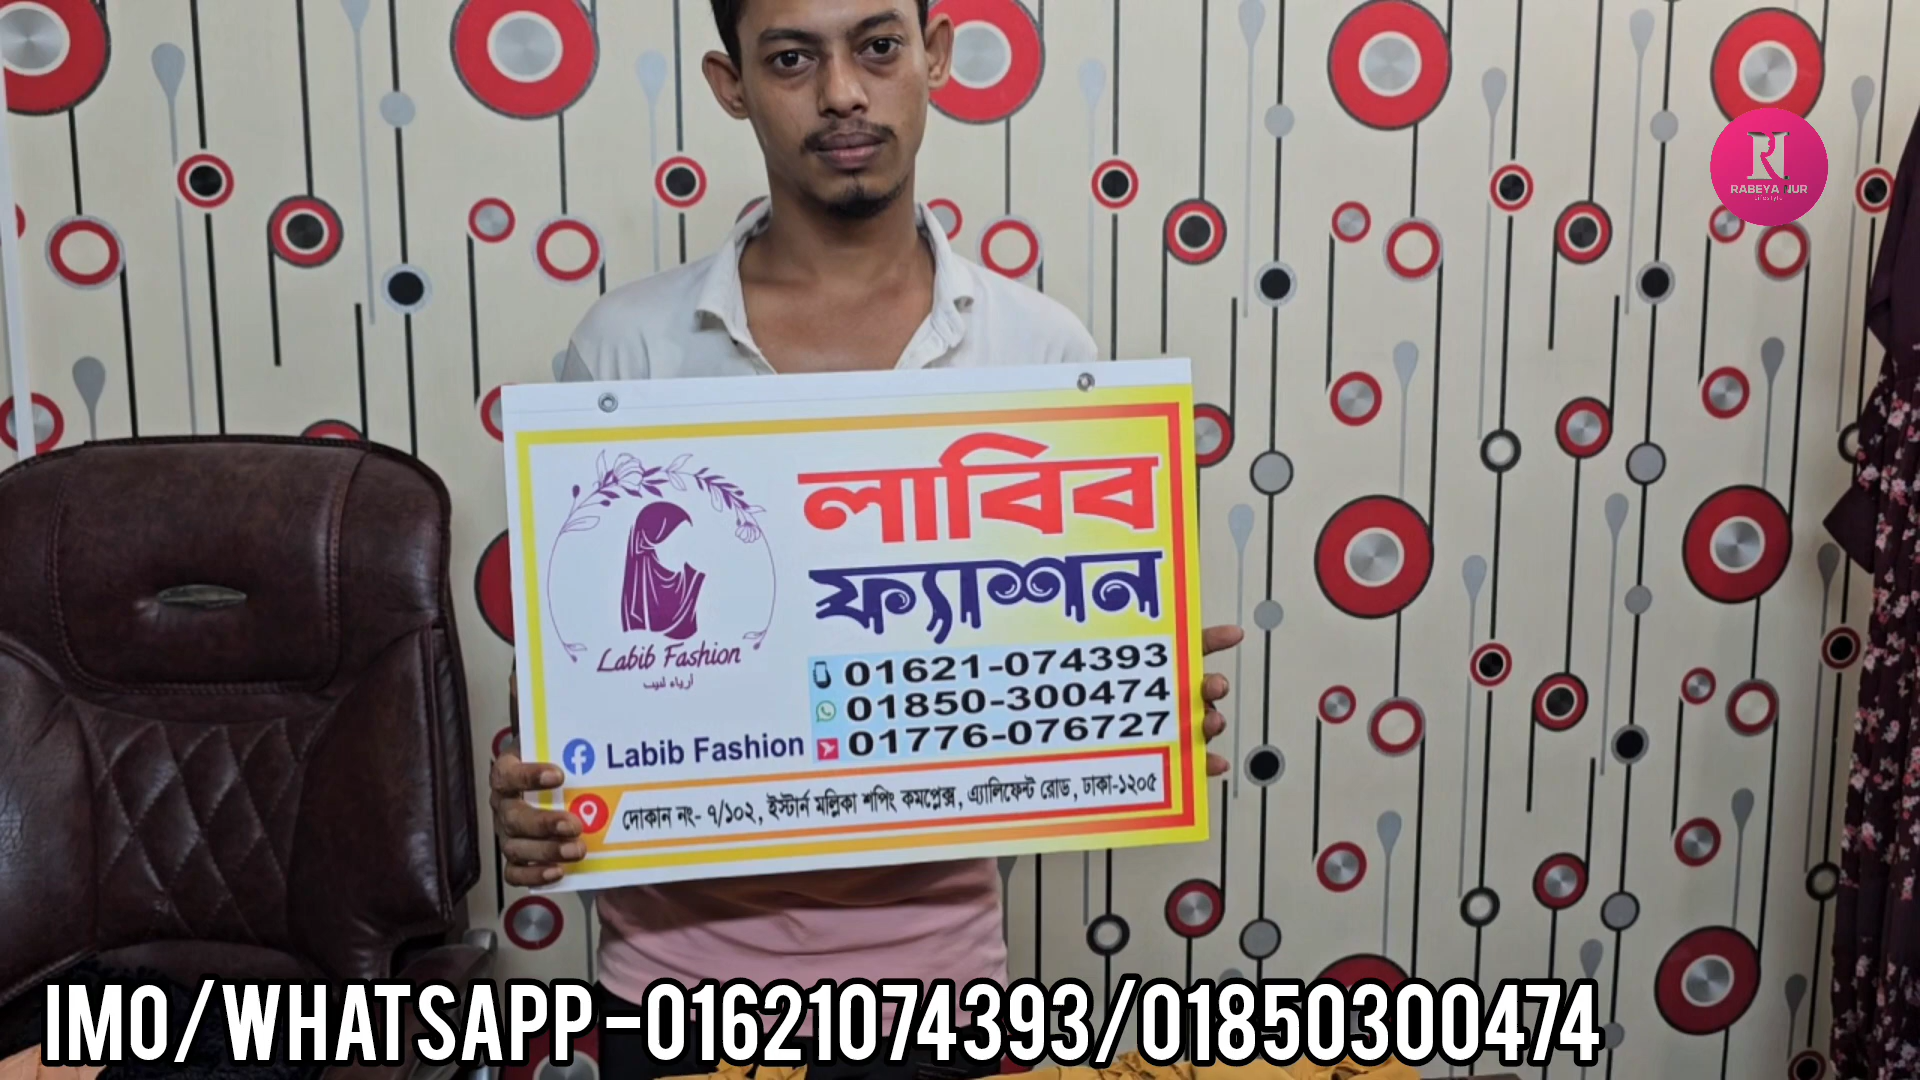 RABEYA NUR
Lifestyle
লাবিব
ফ্যাশন
Labib Fashion
01621-074393
01850-300474
01776-076727
Labib Fashion
দোকান নং- ৭/১০২, ইস্টার্ন মল্লিকা শপিং কমপ্লেক্স, এ্যালিফেন্ট রোড, ঢাকা-১২০৫
IMO/WHATSAPP-01621074393/01850300474